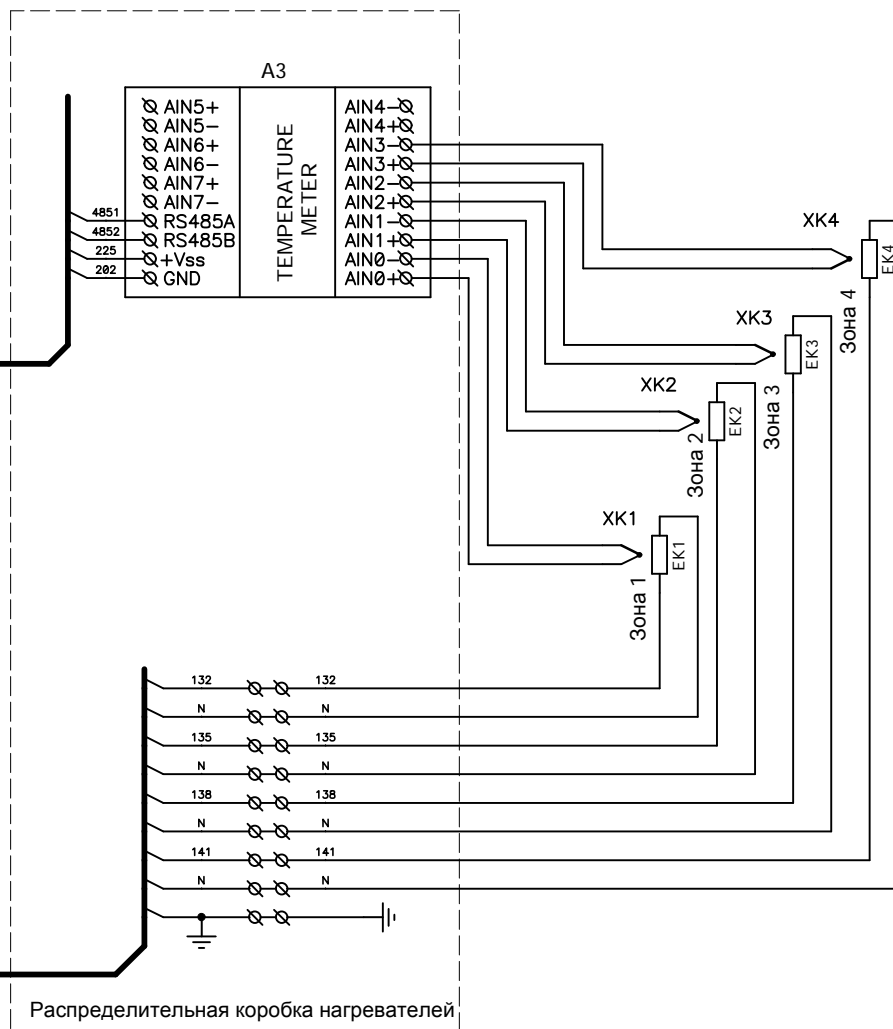 A3
AIN5+
AIN5-
AIN6+
AIN6-
AIN7+
AIN7-
RS485A
RS485B
+Vss
GND
TEMPERATURE
METER
AIN4-
AIN4+
AIN3-
AIN3+
AIN2-
AIN2+
AIN1-
AIN1+
AIN0-
AIN0+
4851
4852
225
202
XK4
EK4
Зона 4
XK3
EK3
Зона 3
XK2
EK2
Зона 2
XK1
EK1
Зона 1
132 132
N N
135 135
N N
138 138
N N
141 141
N N
Распределительная коробка нагревателей